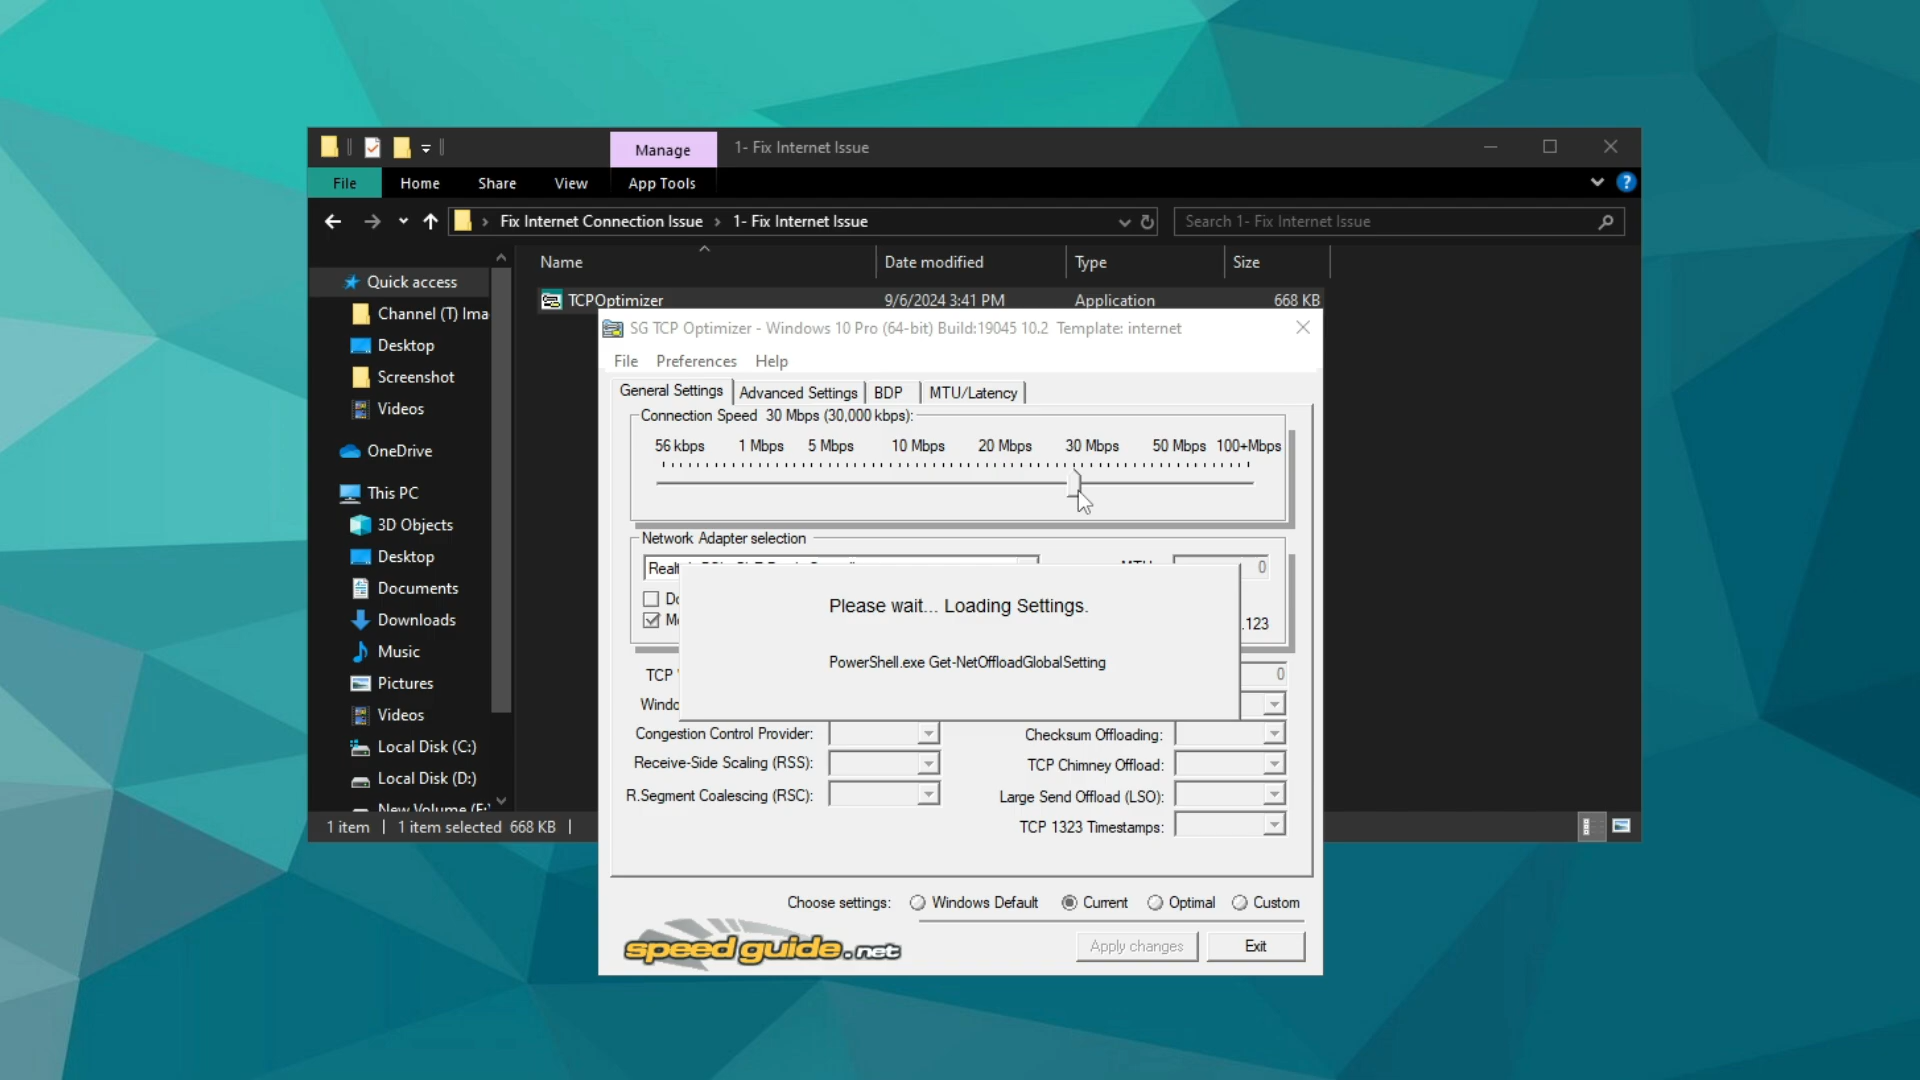 Manage
1- Fix Internet Issue
File
Home
Share
View
App Tools
Fix Internet Connection Issue
1- Fix Internet Issue
Search 1- Fix Internet Issue
Name
Date modified
Type
Size
Quick access
Channel (T) Ima
Desktop
Screenshot
Videos
OneDrive
This PC
3D Objects
Desktop
Documents
Downloads
Music
Pictures
Videos
Local Disk (C:)
Local Disk (D:)
New Volume (E:)
TCPOptimizer
9/6/2024 3:41 PM
Application
668 KB
1 item
1 item selected 668 KB
SG TCP Optimizer - Windows 10 Pro (64-bit) Build:19045 10.2 Template: internet
File Preferences Help
General Settings
Advanced Settings
BDP
MTU/Latency
Connection Speed 30 Mbps (30,000 kbps):
56 kbps 1 Mbps 5 Mbps 10 Mbps 20 Mbps 30 Mbps 50 Mbps 100+Mbps
Network Adapter selection
MTU
0
.123
Please wait... Loading Settings.
PowerShell.exe Get-NetOffloadGlobalSetting
TCP
0
Congestion Control Provider:
Checksum Offloading:
Receive-Side Scaling (RSS):
TCP Chimney Offload:
R.Segment Coalescing (RSC):
Large Send Offload (LSO):
TCP 1323 Timestamps:
Choose settings:
Windows Default
Current
Optimal
Custom
speedguide.net
Apply changes
Exit